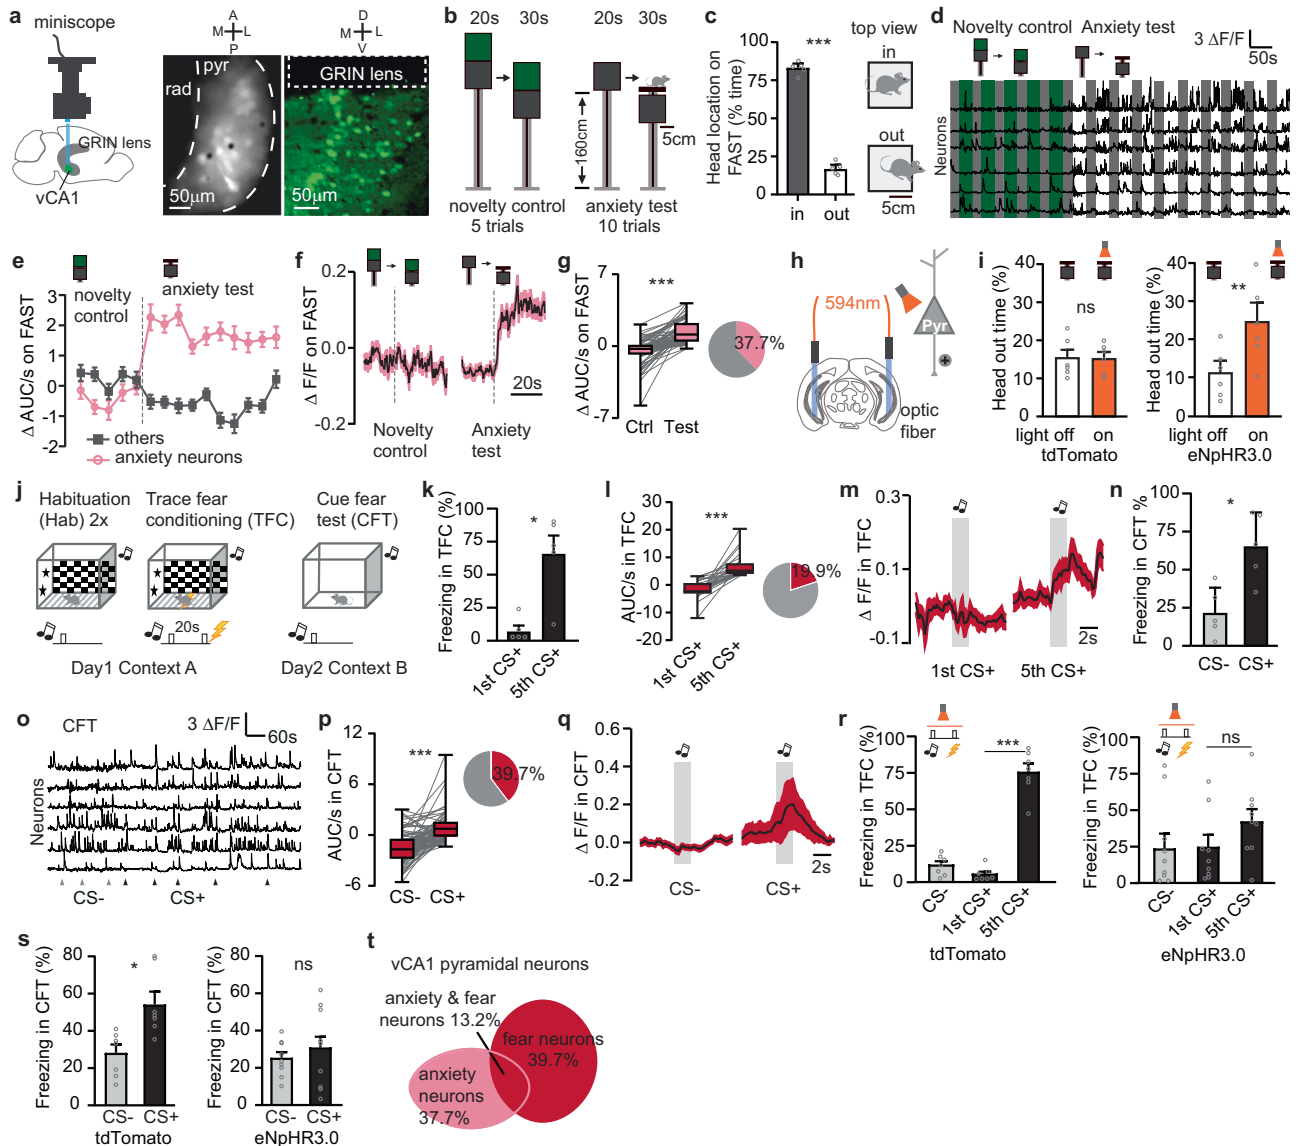 a
miniscope
GRIN lens
vCA1
A
M L
P
pyr
rad
50µm
D
M L
V
GRIN lens
50µm
b
20s 30s 20s 30s
160cm
5cm
novelty control
5 trials
anxiety test
10 trials
c
Head location on
FAST (% time)
100
75
50
25
0
***
in out
top view
in
out
5cm
d
Novelty control Anxiety test
3 ΔF/F
50s
Neurons
e
Δ AUC/s on FAST
3
2
1
0
-1
-2
-3
novelty
control
anxiety test
others
anxiety neurons
f
Δ F/F on FAST
0.2
0.0
-0.2
20s
Novelty
control
Anxiety
test
g
Δ AUC/s on FAST
7
0
-7
***
Ctrl Test
37.7%
h
594nm
Pyr
optic
fiber
i
Head out time (%)
40
30
20
10
0
ns
light off on
tdTomato
Head out time (%)
40
30
20
10
0
**
light off on
eNpHR3.0
j
Habituation
(Hab) 2x
Trace fear
conditioning (TFC)
Cue fear
test (CFT)
20s
Day1 Context A
Day2 Context B
k
Freezing in TFC (%)
100
75
50
25
0
*
1st CS+
5th CS+
l
AUC/s in TFC
30
20
10
0
-10
-20
***
1st CS+
5th CS+
19.9%
m
Δ F/F in TFC
0.3
0.1
-0.1
2s
1st CS+
5th CS+
n
Freezing in CFT %
100
75
50
25
0
*
CS- CS+
o
CFT
3 ΔF/F
60s
Neurons
CS- CS+
p
AUC/s in CFT
12
6
0
-6
***
CS- CS+
39.7%
q
Δ F/F in CFT
0.6
0.4
0.2
0.0
-0.2
2s
CS- CS+
r
Freezing in TFC (%)
100
75
50
25
0
***
CS-
1st CS+
5th CS+
tdTomato
Freezing in TFC (%)
100
75
50
25
0
ns
CS-
1st CS+
5th CS+
eNpHR3.0
s
Freezing in CFT (%)
80
60
40
20
0
*
CS- CS+
tdTomato
Freezing in CFT (%)
80
60
40
20
0
ns
CS- CS+
eNpHR3.0
t
vCA1 pyramidal neurons
anxiety & fear
neurons 13.2%
fear neurons
39.7%
anxiety
neurons
37.7%